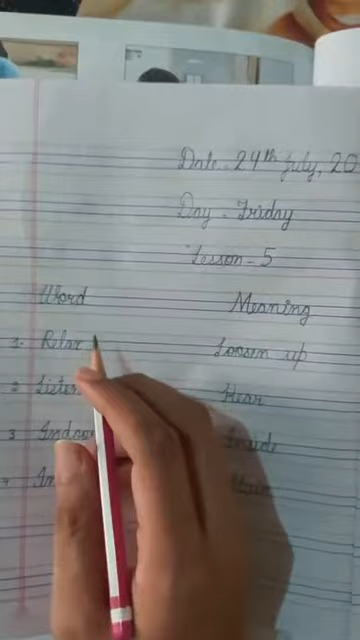 Date - 24th July, 20
Day - Friday
Lesson - 5
Word Meaning
1. Relax Loosen up
2 Listen Hear
3 Indoor Inside
4